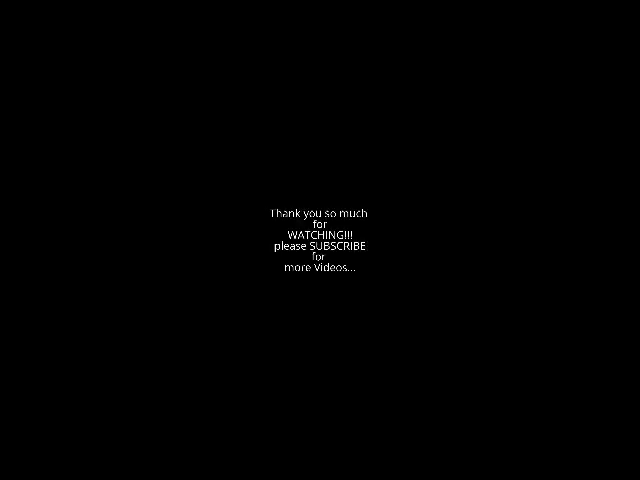 Thank you so much
for
WATCHING!!!
please SUBSCRIBE
for
more Videos...